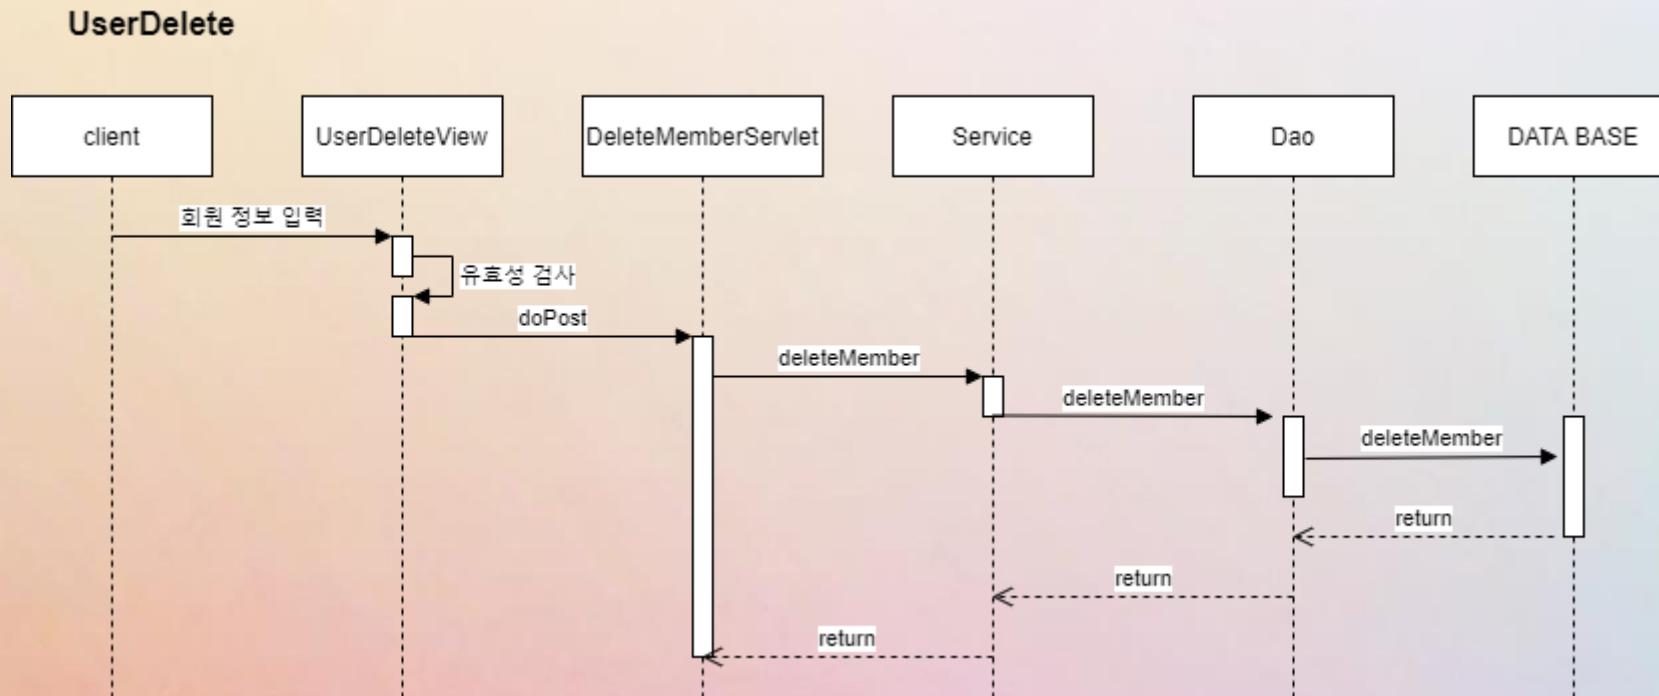 UserDelete
client
UserDeleteView
DeleteMemberServlet
Service
Dao
DATA BASE
회원 정보 입력
유효성 검사
doPost
deleteMember
deleteMember
deleteMember
return
return
return